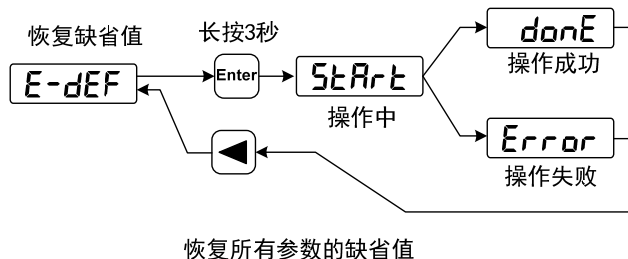 恢复缺省值
长按3秒
E-dEF
Enter
StArt
操作中
donE
操作成功
Error
操作失败
恢复所有参数的缺省值